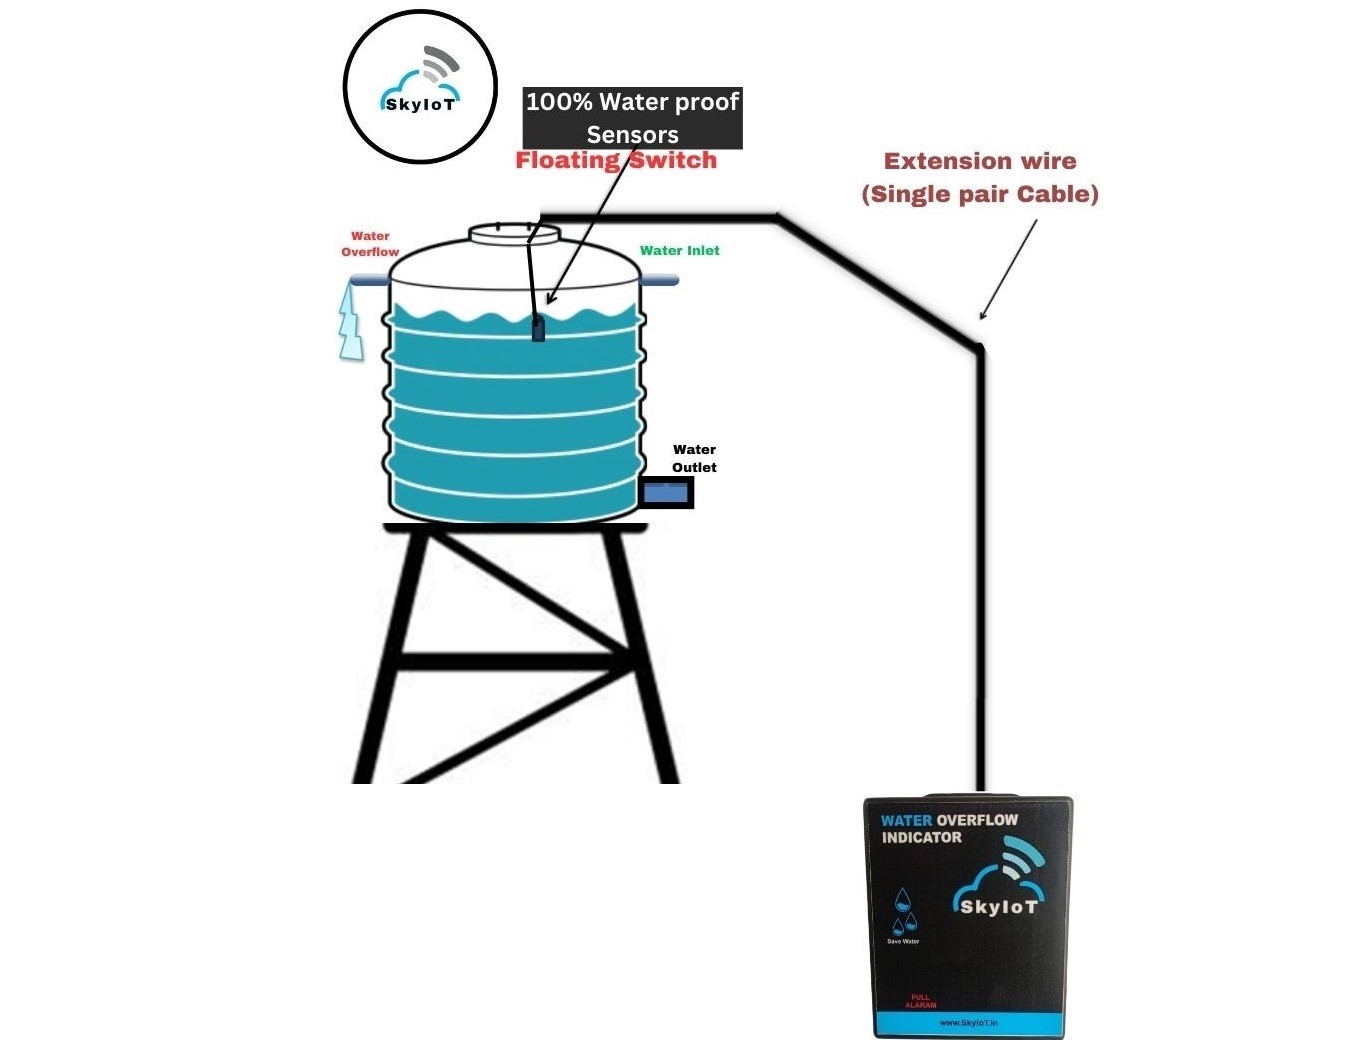 SkyIoT
100% Water proof
Sensors
Floating Switch
Extension wire
(Single pair Cable)
Water
Overflow
Water Inlet
Water
Outlet
WATER OVERFLOW
INDICATOR
SkyIoT
Save Water
FULL
ALARAM
www.SkyIoT.in